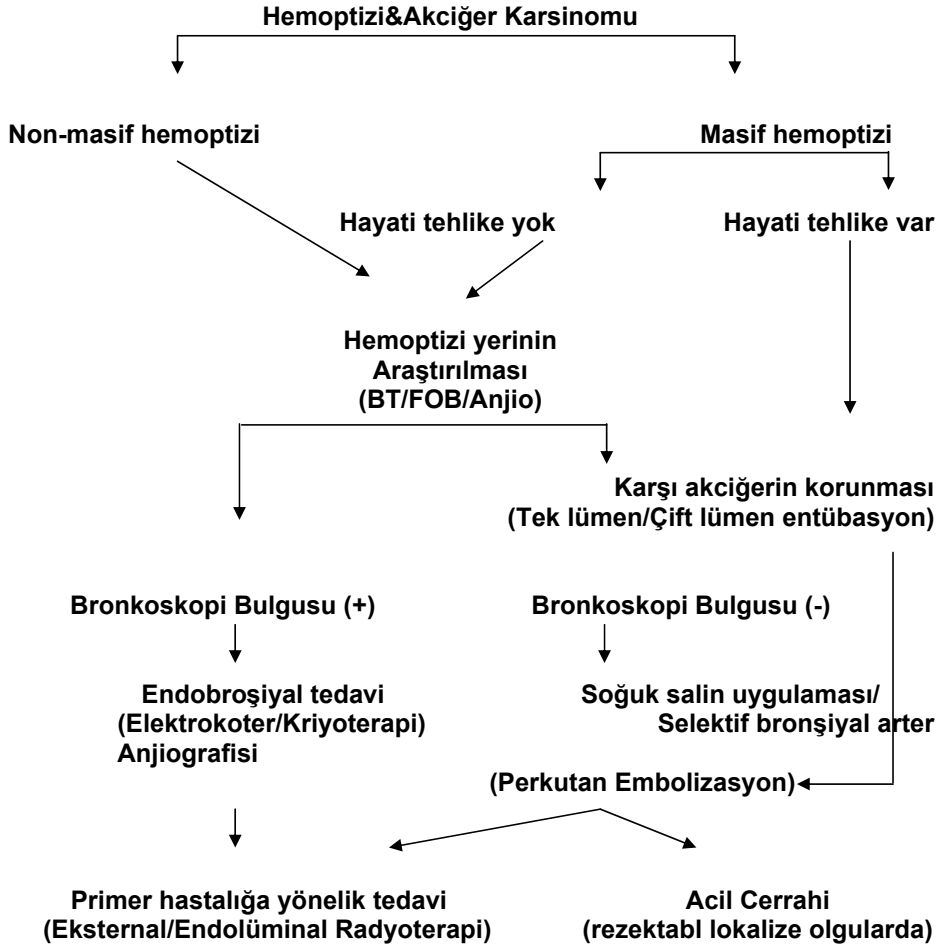 Hemoptizi&Akciğer Karsinomu
Non-masif hemoptizi
Masif hemoptizi
Hayati tehlike yok
Hayati tehlike var
Hemoptizi yerinin
Araştırılması
(BT/FOB/Anjio)
Karşı akciğerin korunması
(Tek lümen/Çift lümen entübasyon)
Bronkoskopi Bulgusu (+)
Bronkoskopi Bulgusu (-)
Endobroşiyal tedavi
(Elektrokoter/Kriyoterapi)
Anjiografisi
Soğuk salin uygulaması/
Selektif bronşiyal arter
(Perkutan Embolizasyon)
Primer hastalığa yönelik tedavi
(Eksternal/Endolüminal Radyoterapi)
Acil Cerrahi
(rezektabl lokalize olgularda)